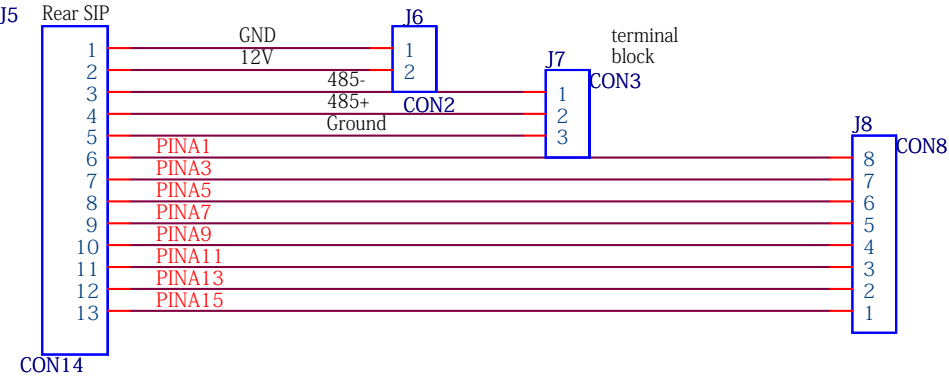 J5 Rear SIP
J6
1 GND 1
2 12V 2
CON2
terminal
block
J7
CON3
3 485- 1
4 485+ 2
5 Ground 3
J8
CON8
6 PINA1 8
7 PINA3 7
8 PINA5 6
9 PINA7 5
10 PINA9 4
11 PINA11 3
12 PINA13 2
13 PINA15 1
CON14